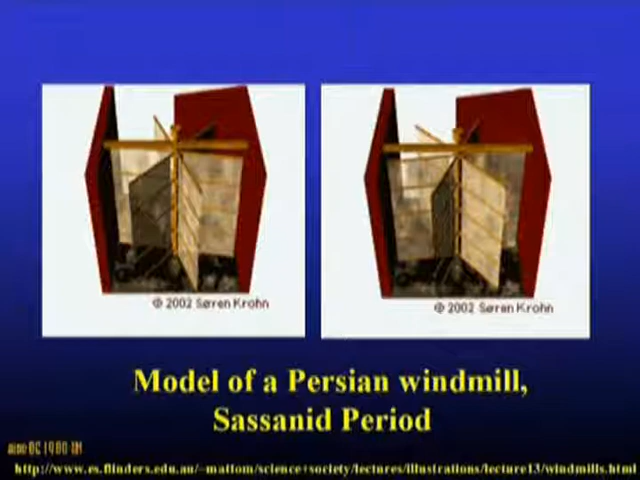 © 2002 Søren Krohn
© 2002 Søren Krohn
Model of a Persian windmill,
Sassanid Period
http://www.es.flinders.edu.au/~mattom/science+society/lectures/illustrations/lecture13/windmills.html